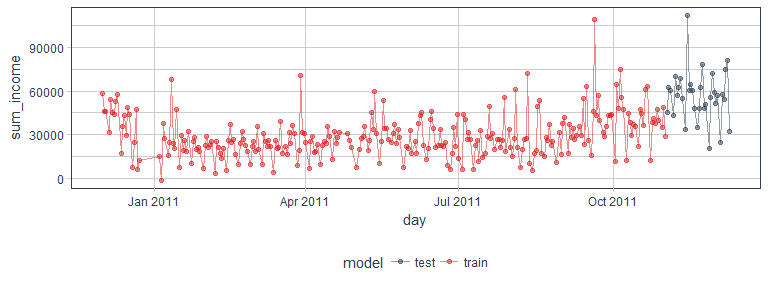 90000
60000
30000
0
sum_income
Jan 2011
Apr 2011
Jul 2011
Oct 2011
day
model
test
train